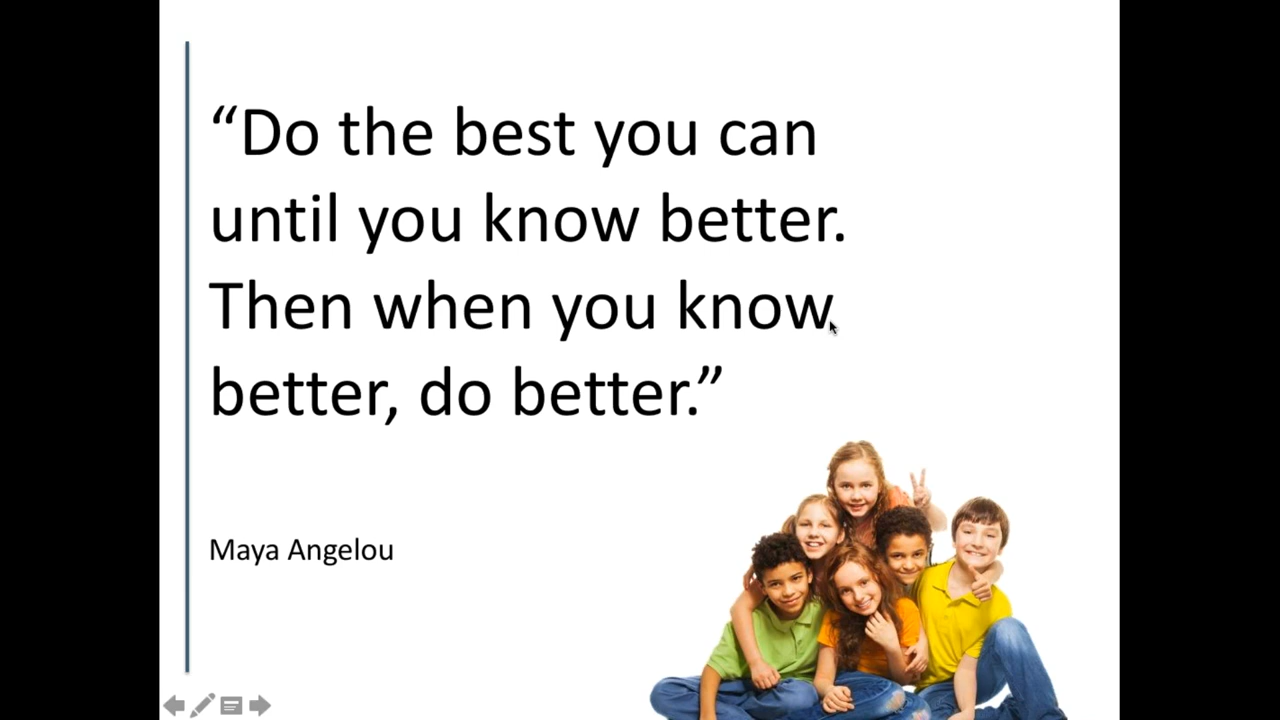 “Do the best you can
until you know better.
Then when you know
better, do better.”
Maya Angelou